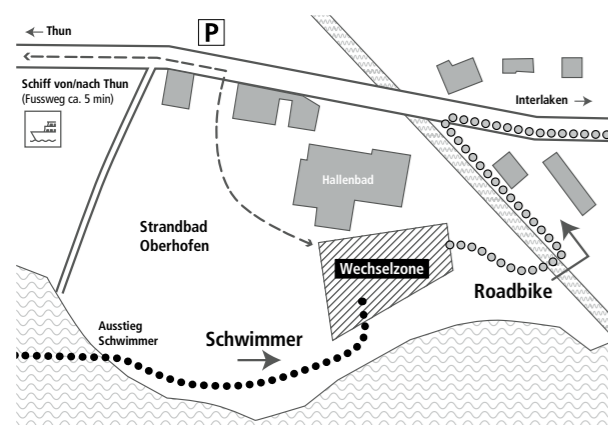 Thun
P
Schiff von/nach Thun
(Fussweg ca. 5 min)
Interlaken
Hallenbad
Strandbad
Oberhofen
Wechselzone
Roadbike
Ausstieg
Schwimmer
Schwimmer